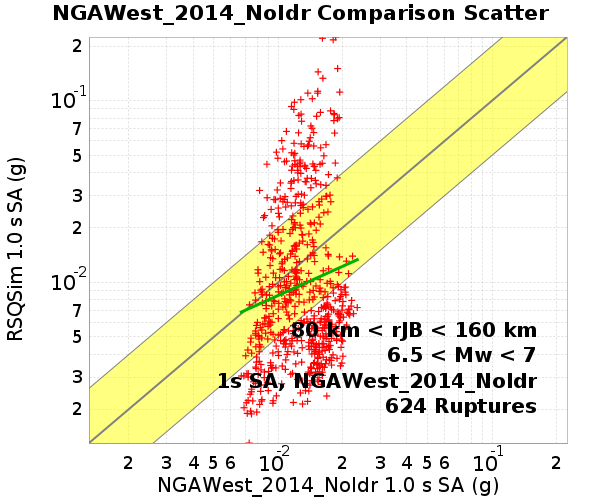 NGAWest_2014_NoIdr Comparison Scatter
2
10⁻¹
7
5
3
2
10⁻²
7
5
3
2
RSQSim 1.0 s SA (g)
80 km < rJB < 160 km
6.5 < Mw < 7
1s SA, NGAWest_2014_NoIdr
624 Ruptures
2 3 4 5 6 10⁻² 2 3 4 5 6 10⁻¹ 2
NGAWest_2014_NoIdr 1.0 s SA (g)